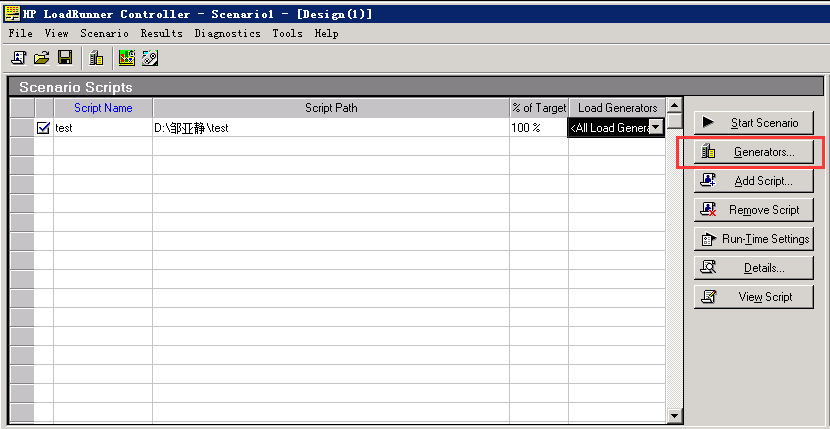 HP LoadRunner Controller - Scenario1 - [Design(1)]
File View Scenario Results Diagnostics Tools Help
Scenario Scripts
Script Name Script Path % of Target Load Generators
test D:\邹亚静\test 100 % <All Load Genera
Start Scenario
Generators...
Add Script...
Remove Script
Run-Time Settings
Details...
View Script